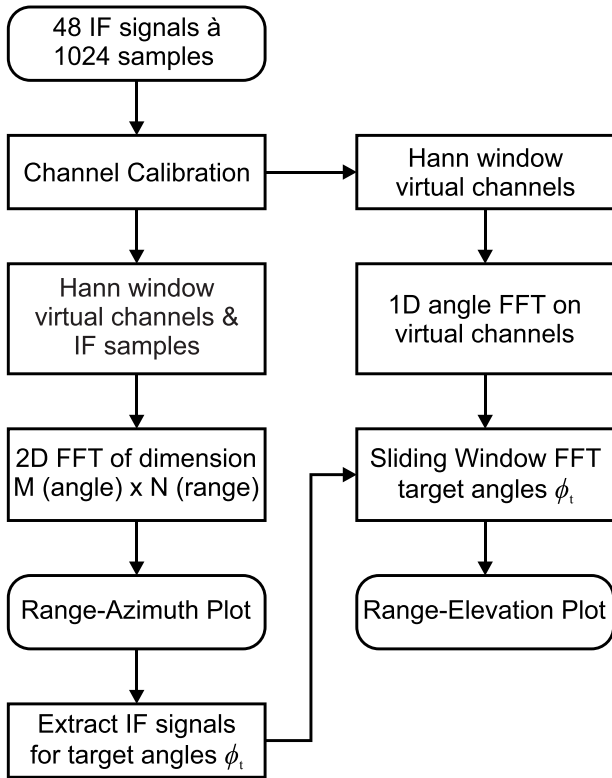 48 IF signals à
1024 samples
Channel Calibration
Hann window
virtual channels &
IF samples
2D FFT of dimension
M (angle) x N (range)
Range-Azimuth Plot
Extract IF signals
for target angles ϕt
Hann window
virtual channels
1D angle FFT on
virtual channels
Sliding Window FFT
target angles ϕt
Range-Elevation Plot